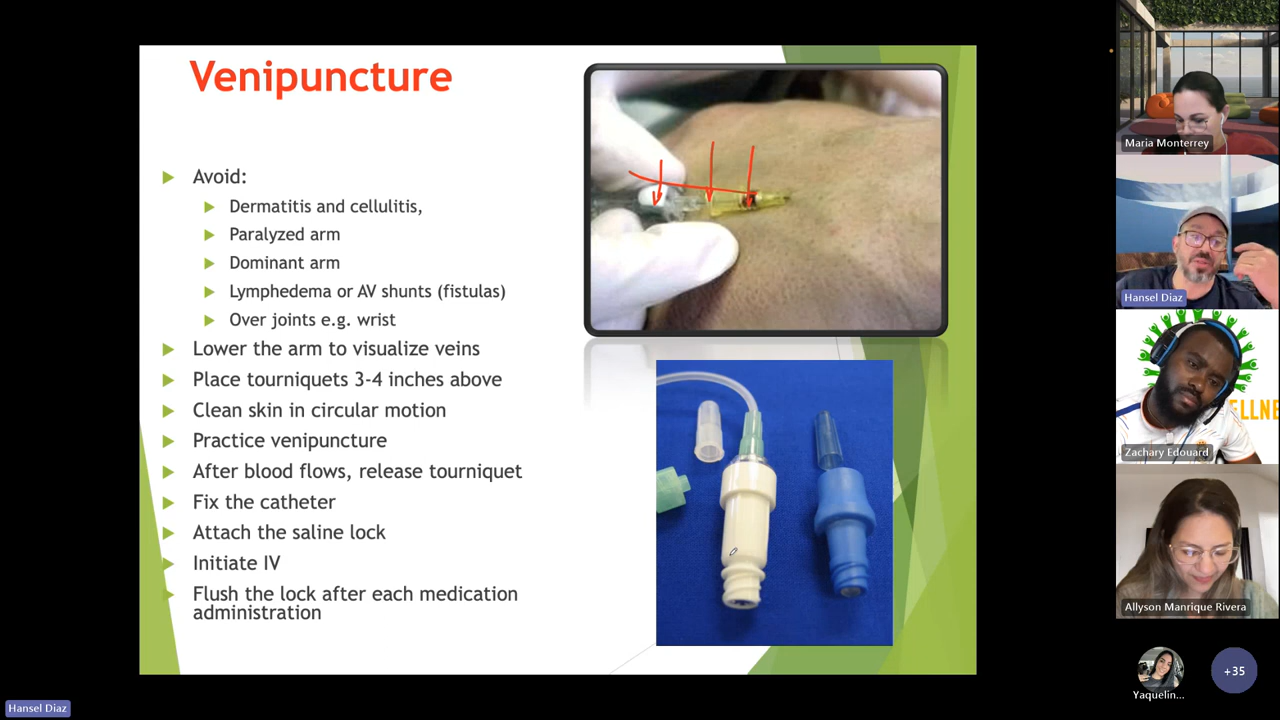 Venipuncture
Avoid:
Dermatitis and cellulitis,
Paralyzed arm
Dominant arm
Lymphedema or AV shunts (fistulas)
Over joints e.g. wrist
Lower the arm to visualize veins
Place tourniquets 3-4 inches above
Clean skin in circular motion
Practice venipuncture
After blood flows, release tourniquet
Fix the catheter
Attach the saline lock
Initiate IV
Flush the lock after each medication
administration
Maria Monterrey
Hansel Diaz
ELLNE
Zachary Edouard
Allyson Manrique Rivera
Yaquelin...
+35
Hansel Diaz